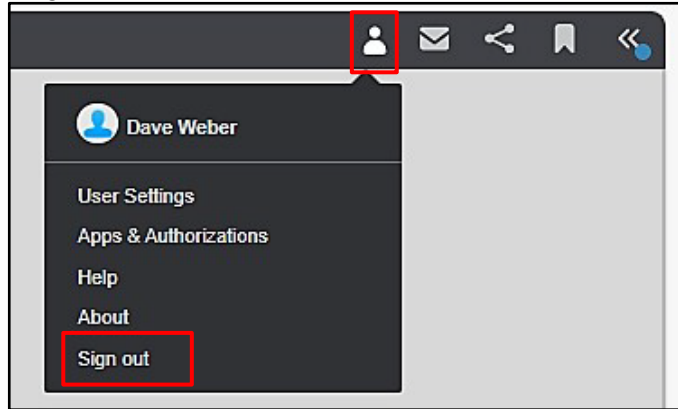 Dave Weber
User Settings
Apps & Authorizations
Help
About
Sign out